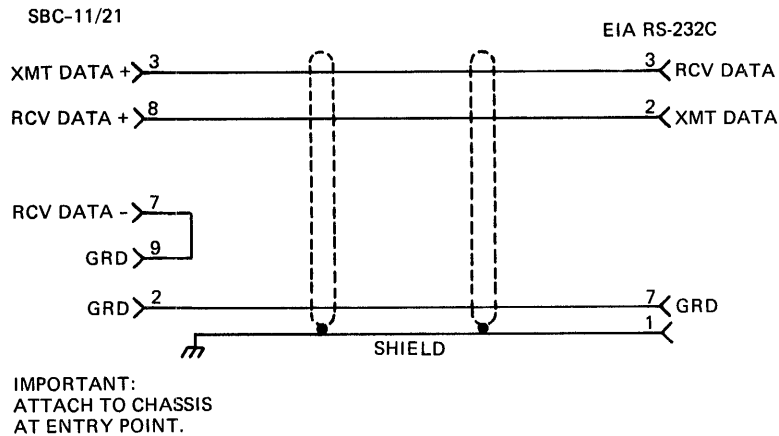 SBC-11/21
EIA RS-232C
XMT DATA + 3 3 RCV DATA
RCV DATA + 8 2 XMT DATA
RCV DATA - 7
GRD 9
GRD 2 7 GRD
1
SHIELD
IMPORTANT:
ATTACH TO CHASSIS
AT ENTRY POINT.